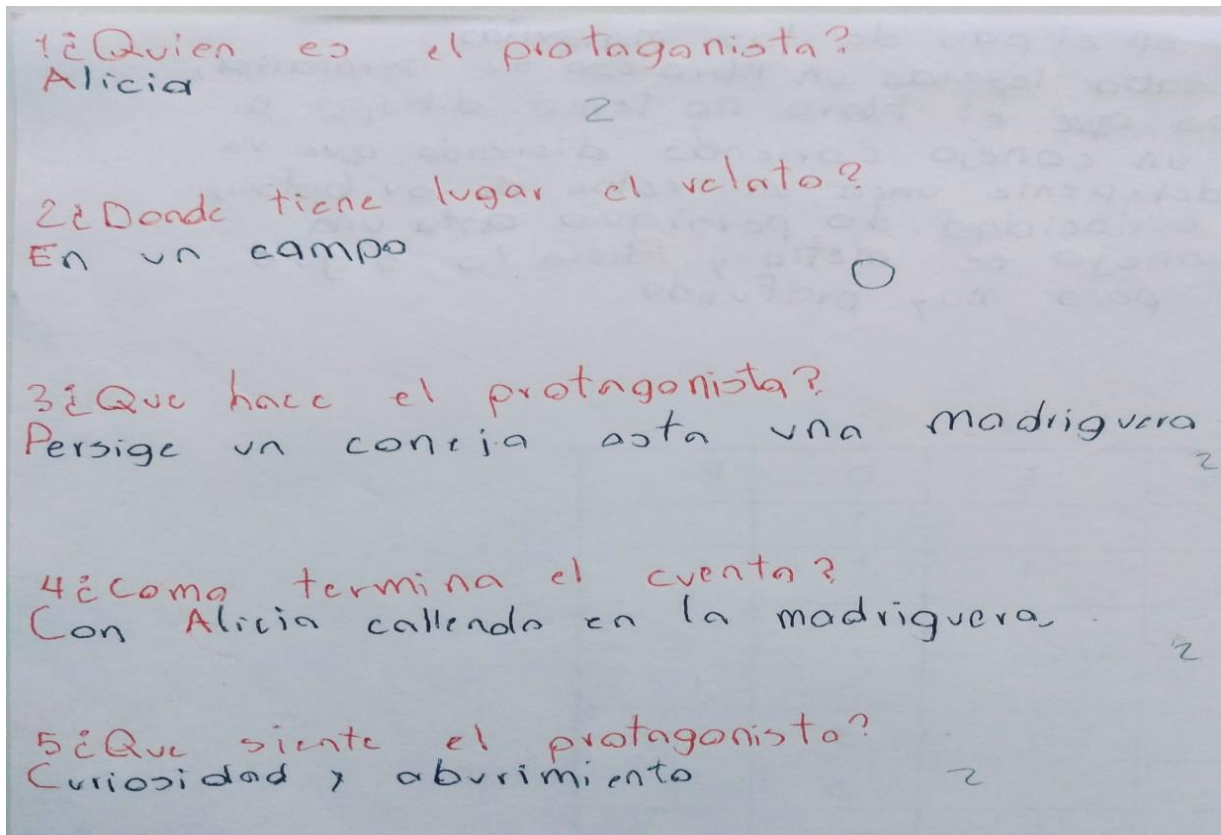 1¿Quien es el protagonista?
Alicia
2
2¿Donde tiene lugar el relato?
En un campo
0
3¿Que hace el protagonista?
Persige un coneja asta una madriguera
2
4¿Como termina el cuento?
Con Alicia callendo en la madriguera
2
5¿Que siente el protagonista?
Curiosidad y aburimiento
2